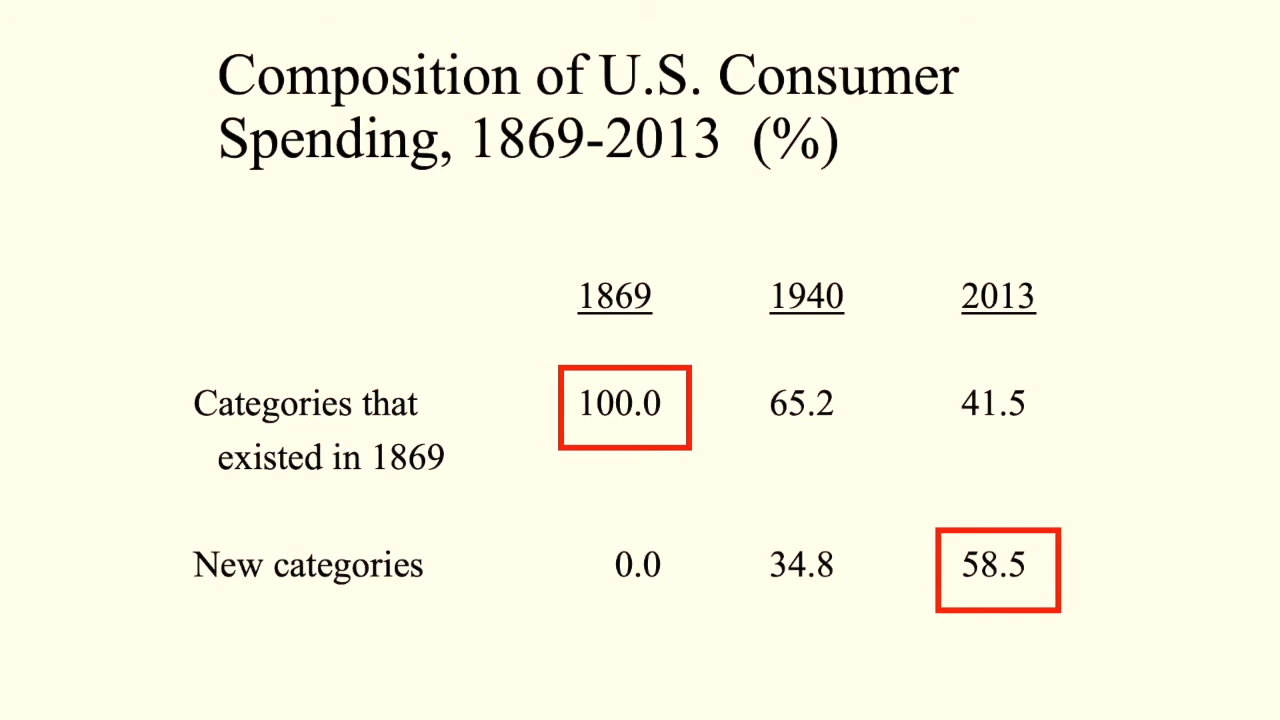 Composition of U.S. Consumer
Spending, 1869-2013 (%)
1869 1940 2013
Categories that 100.0 65.2 41.5
existed in 1869
New categories 0.0 34.8 58.5